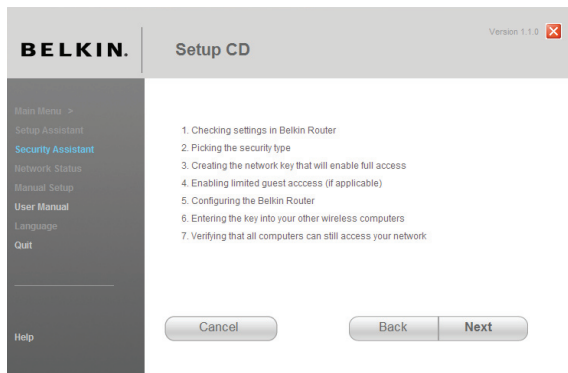 BELKIN.
Setup CD
Version 1.1.0
Main Menu >
Setup Assistant
Security Assistant
Network Status
Manual Setup
User Manual
Language
Quit
Help
1. Checking settings in Belkin Router
2. Picking the security type
3. Creating the network key that will enable full access
4. Enabling limited guest acccess (if applicable)
5. Configuring the Belkin Router
6. Entering the key into your other wireless computers
7. Verifying that all computers can still access your network
Cancel
Back
Next